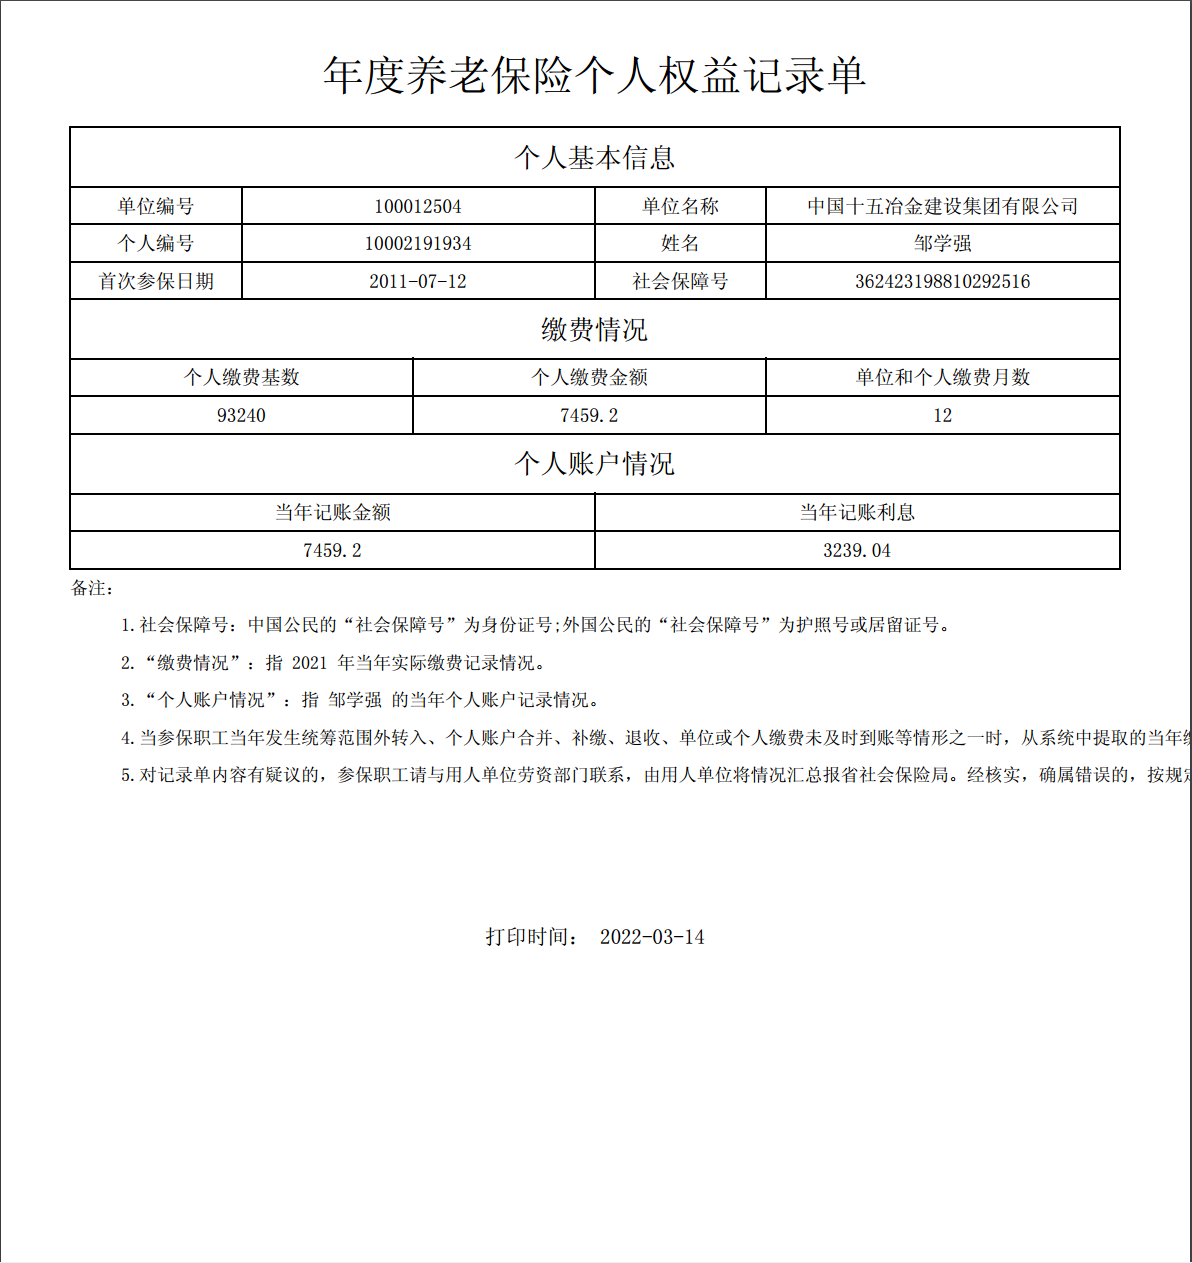 年度养老保险个人权益记录单
个人基本信息
单位编号 100012504 单位名称 中国十五冶金建设集团有限公司
个人编号 10002191934 姓名 邹学强
首次参保日期 2011-07-12 社会保障号 362423198810292516
缴费情况
个人缴费基数 个人缴费金额 单位和个人缴费月数
93240 7459.2 12
个人账户情况
当年记账金额 当年记账利息
7459.2 3239.04
备注：
1.社会保障号：中国公民的“社会保障号”为身份证号;外国公民的“社会保障号”为护照号或居留证号。
2.“缴费情况”：指 2021 年当年实际缴费记录情况。
3.“个人账户情况”：指 邹学强 的当年个人账户记录情况。
4.当参保职工当年发生统筹范围外转入、个人账户合并、补缴、退收、单位或个人缴费未及时到账等情形之一时，从系统中提取的当年
5.对记录单内容有疑议的，参保职工请与用人单位劳资部门联系，由用人单位将情况汇总报省社会保险局。经核实，确属错误的，按规
打印时间： 2022-03-14